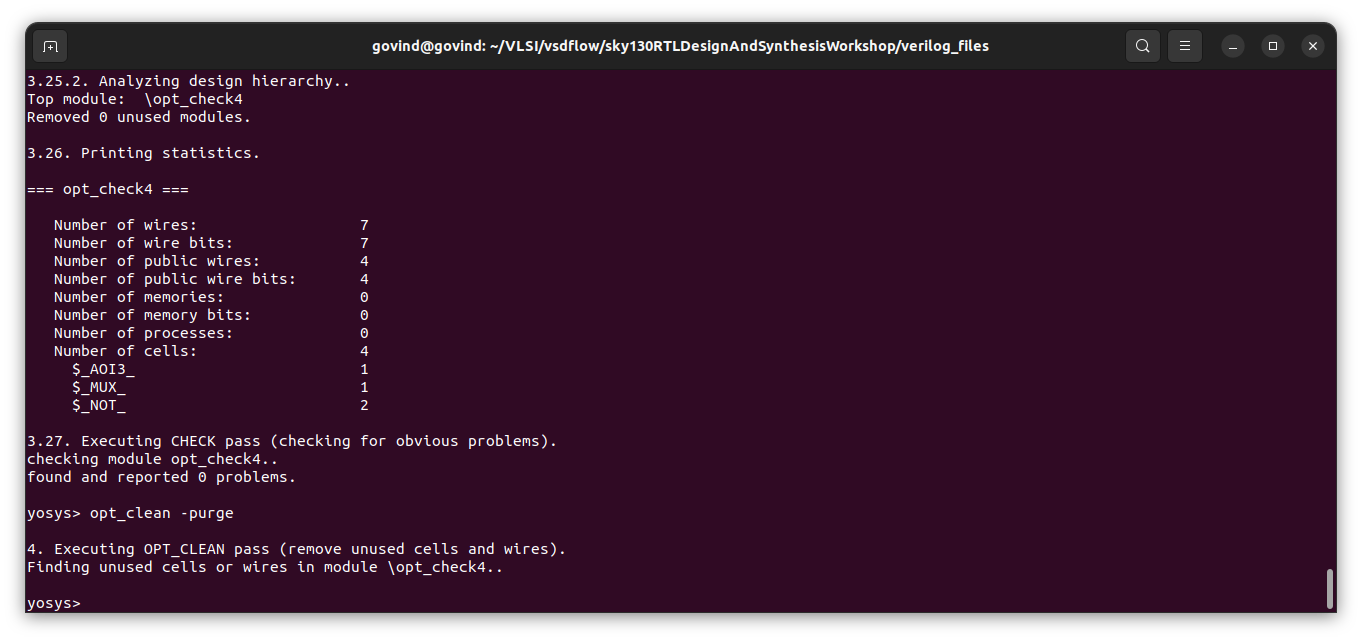 govind@govind: ~/VLSI/vsdflow/sky130RTLDesignAndSynthesisWorkshop/verilog_files
3.25.2. Analyzing design hierarchy..
Top module:  \opt_check4
Removed 0 unused modules.
3.26. Printing statistics.
=== opt_check4 ===
Number of wires: 7
Number of wire bits: 7
Number of public wires: 4
Number of public wire bits: 4
Number of memories: 0
Number of memory bits: 0
Number of processes: 0
Number of cells: 4
$_AOI3_ 1
$_MUX_ 1
$_NOT_ 2
3.27. Executing CHECK pass (checking for obvious problems).
checking module opt_check4..
found and reported 0 problems.
yosys> opt_clean -purge
4. Executing OPT_CLEAN pass (remove unused cells and wires).
Finding unused cells or wires in module \opt_check4..
yosys>